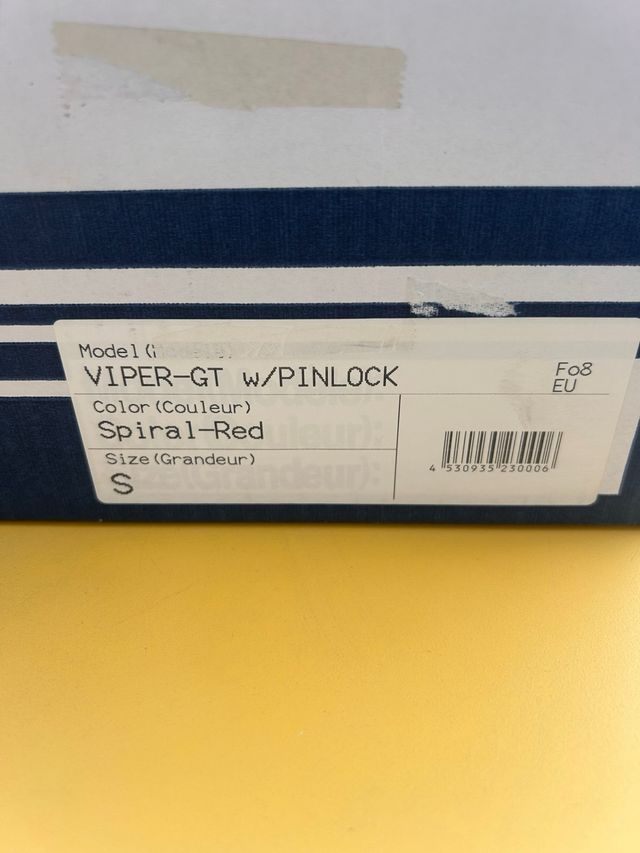 Model
VIPER-GT w/PINLOCK
Fo8
EU
Color(Couleur)
Spiral-Red
Size(Grandeur)
S
4 530935 230006